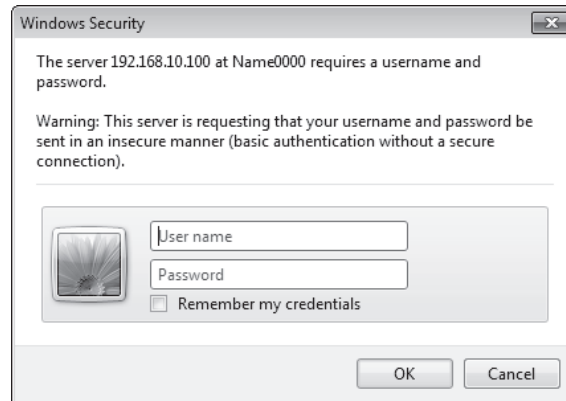 Windows Security
The server 192.168.10.100 at Name0000 requires a username and
password.
Warning: This server is requesting that your username and password be
sent in an insecure manner (basic authentication without a secure
connection).
User name
Password
Remember my credentials
OK
Cancel